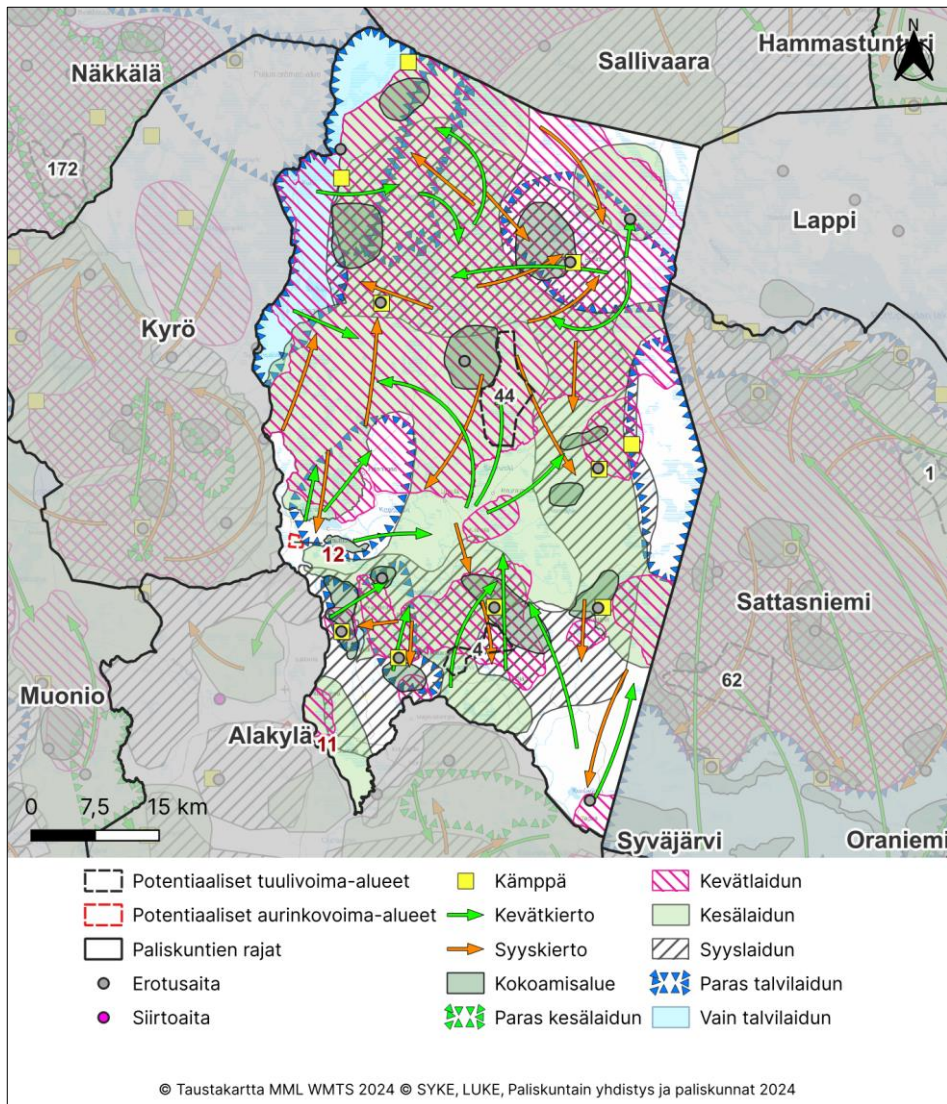 N
Hammastunturi
Sallivaara
Näkkälä
172
Lappi
Kyrö
44
1
12
Sattasniemi
4
62
Muonio
Alakylä
11
0 7,5 15 km
Syväjärvi
Oraniemi
Potentiaaliset tuulivoima-alueet
Potentiaaliset aurinkovoima-alueet
Paliskuntien rajat
Erotusaita
Siirtoaita
Kämppä
Kevätkierto
Syyskierto
Kokoamisalue
Paras kesälaidun
Kevätlaidun
Kesälaidun
Syyslaidun
Paras talvilaidun
Vain talvilaidun
© Taustakartta MML WMTS 2024 © SYKE, LUKE, Paliskuntain yhdistys ja paliskunnat 2024